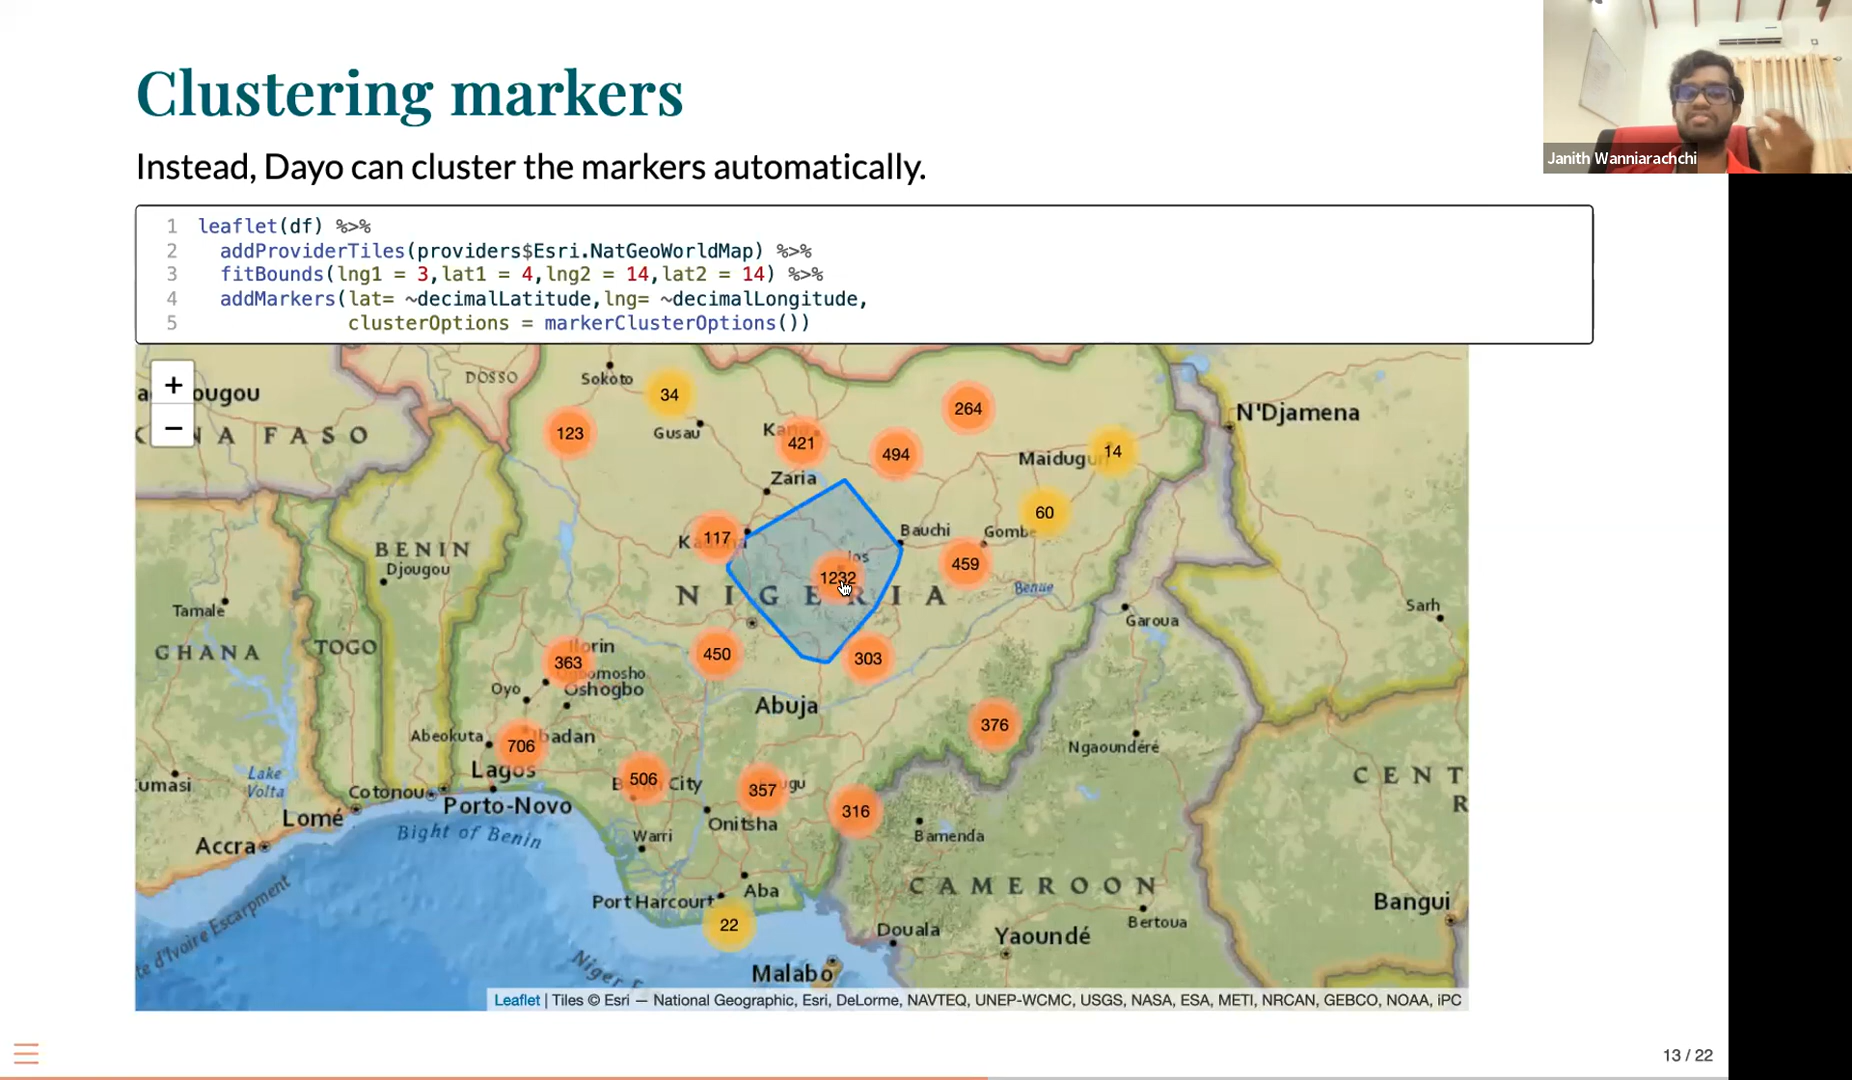 Clustering markers
Janith Wanniarachchi
Instead, Dayo can cluster the markers automatically.
1 leaflet(df) %>%
2 addProviderTiles(providers$Esri.NatGeoWorldMap) %>%
3 fitBounds(lng1 = 3,lat1 = 4,lng2 = 14,lat2 = 14) %>%
4 addMarkers(lat= ~decimalLatitude,lng= ~decimalLongitude,
5 clusterOptions = markerClusterOptions())
+
−
DOSSO
Sokoto
34
264
N'Djamena
123
Gusau
421
494
14
60
Zaria
117
Bauchi
Gombe
BENIN
Djougou
1232
459
NIGERIA
Benue
Tamale
Sarh
Garoua
GHANA
TOGO
363
450
303
Oyo
Oshogbo
Abuja
376
Abeokuta
706
Ngaoundéré
Lagos
506
City
357
Lake
Volta
Cotonou
Porto-Novo
316
Lomé
Onitsha
Bight of Benin
Warri
Bamenda
Accra
CAMEROON
Aba
Port Harcourt
22
Bangui
Bertoua
Douala
Yaoundé
Malabo
Leaflet | Tiles © Esri — National Geographic, Esri, DeLorme, NAVTEQ, UNEP-WCMC, USGS, NASA, ESA, METI, NRCAN, GEBCO, NOAA, iPC
13 / 22